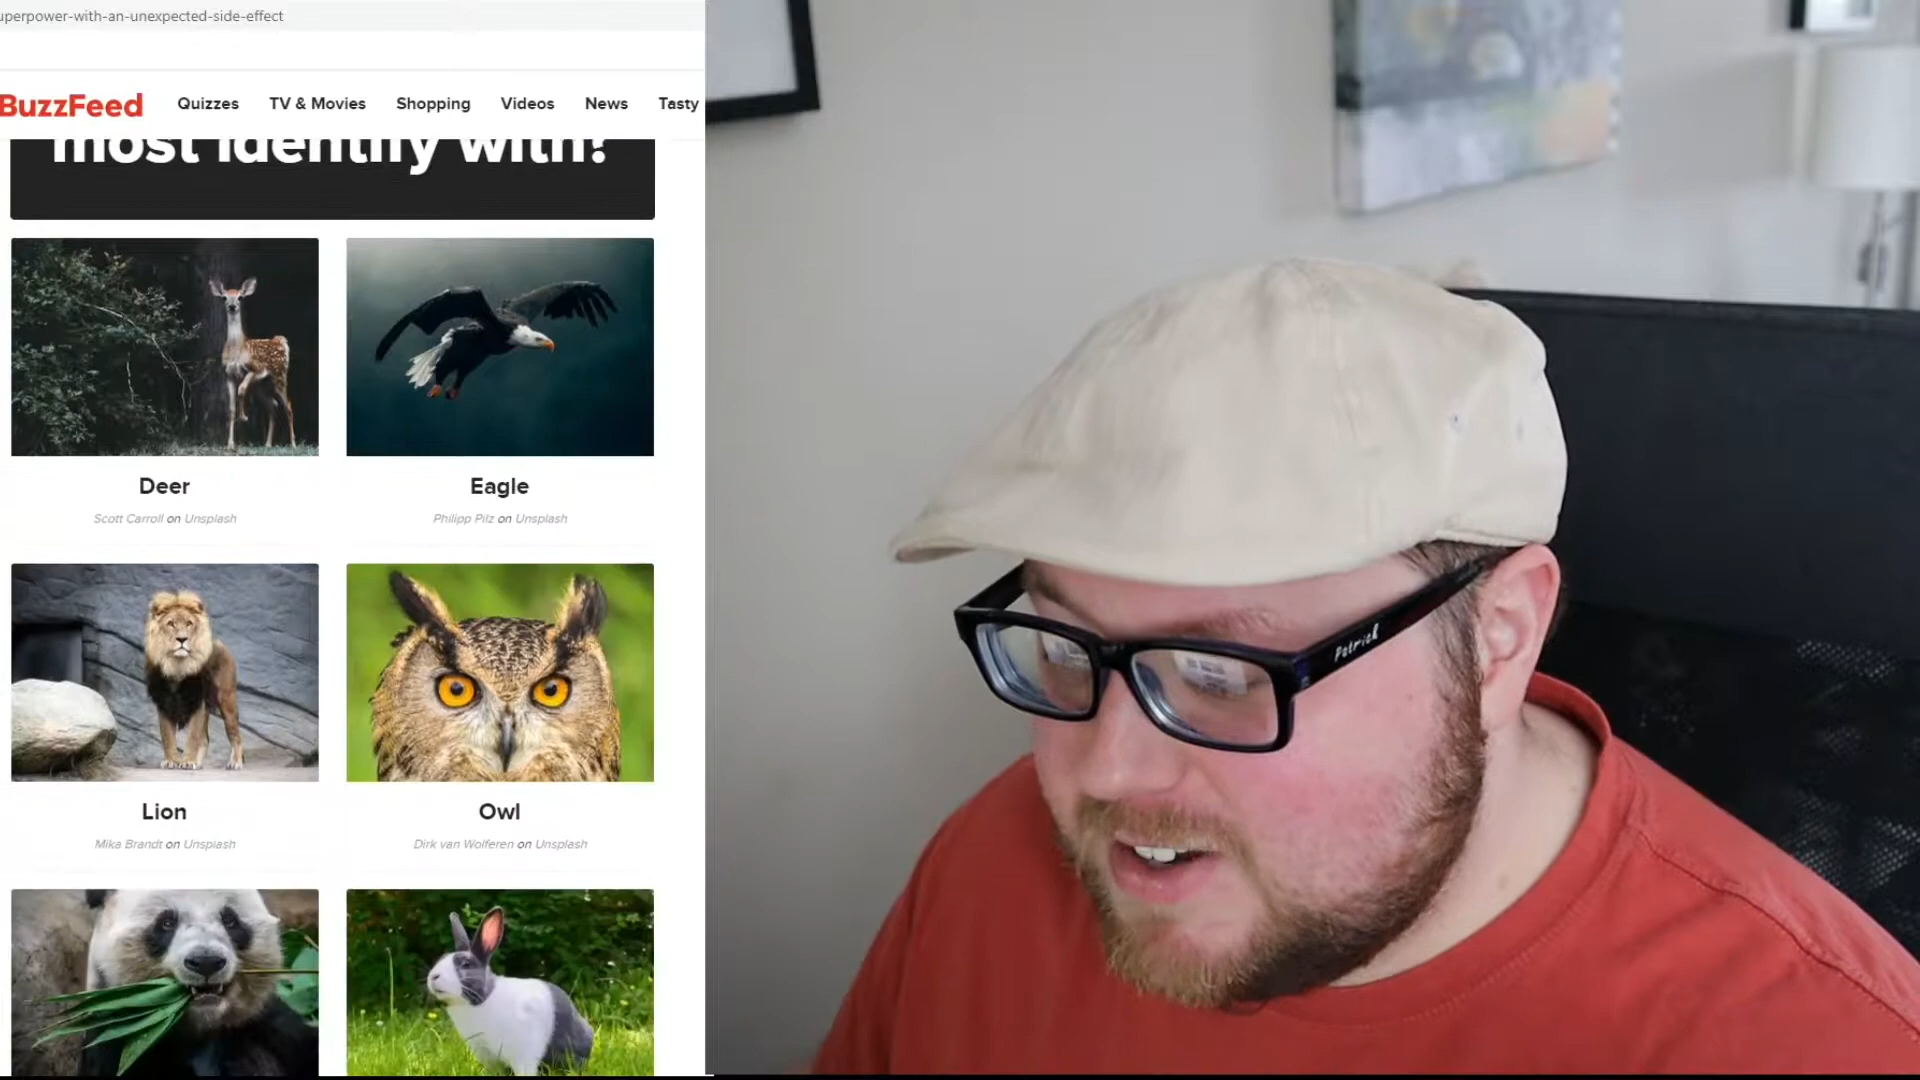 uperpower-with-an-unexpected-side-effect
BuzzFeed Quizzes TV & Movies Shopping Videos News Tasty
most identify with?
Deer Eagle
Scott Carroll on Unsplash Philipp Pilz on Unsplash
Lion Owl
Mika Brandt on Unsplash Dirk van Wolferen on Unsplash
Patrick